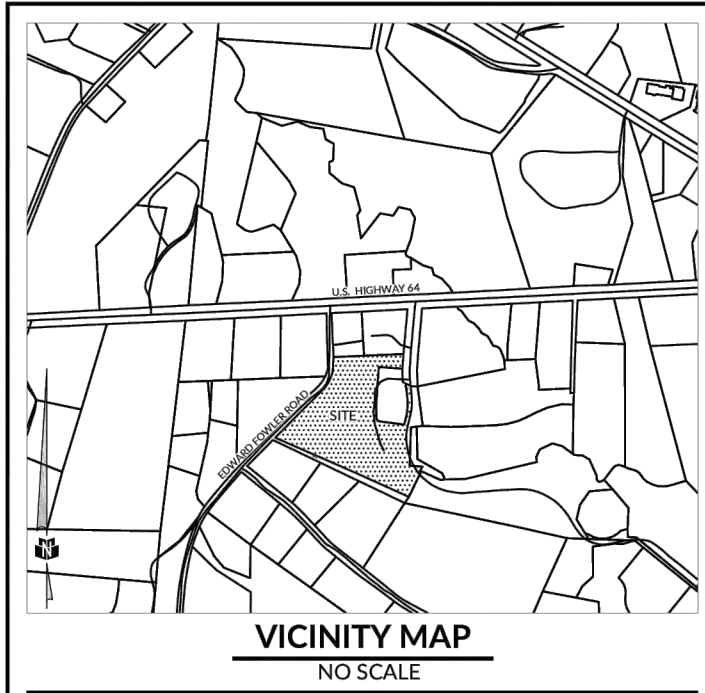 U.S. HIGHWAY 64
EDWARD FOWLER ROAD
SITE
N
VICINITY MAP
NO SCALE